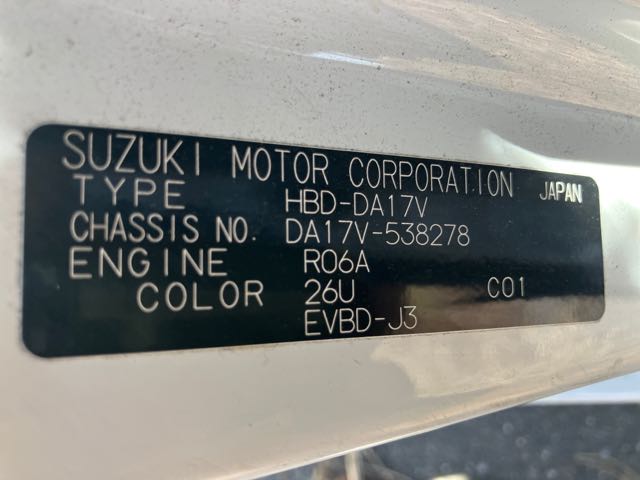 SUZUKI MOTOR CORPORATION JAPAN
TYPE HBD-DA17V
CHASSIS NO. DA17V-538278
ENGINE R06A
COLOR 26U C01
EVBD-J3